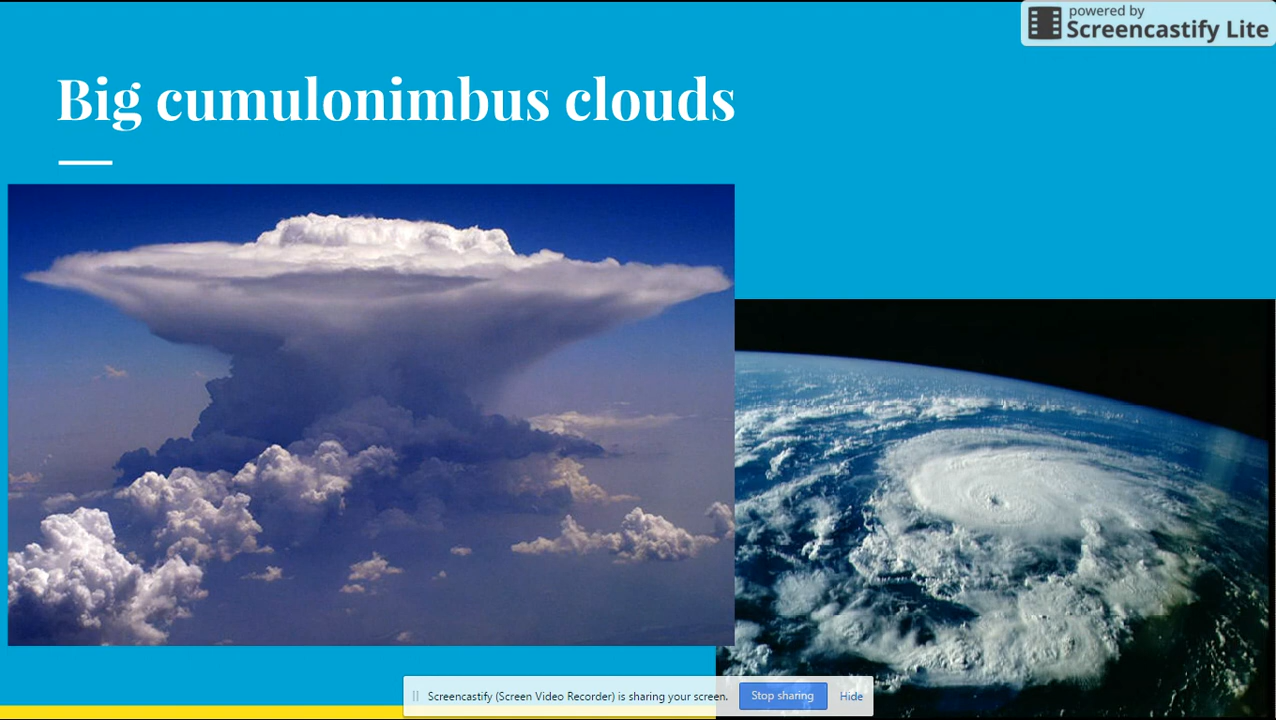 powered by
Screencastify Lite
Big cumulonimbus clouds
Screencastify (Screen Video Recorder) is sharing your screen. Stop sharing Hide